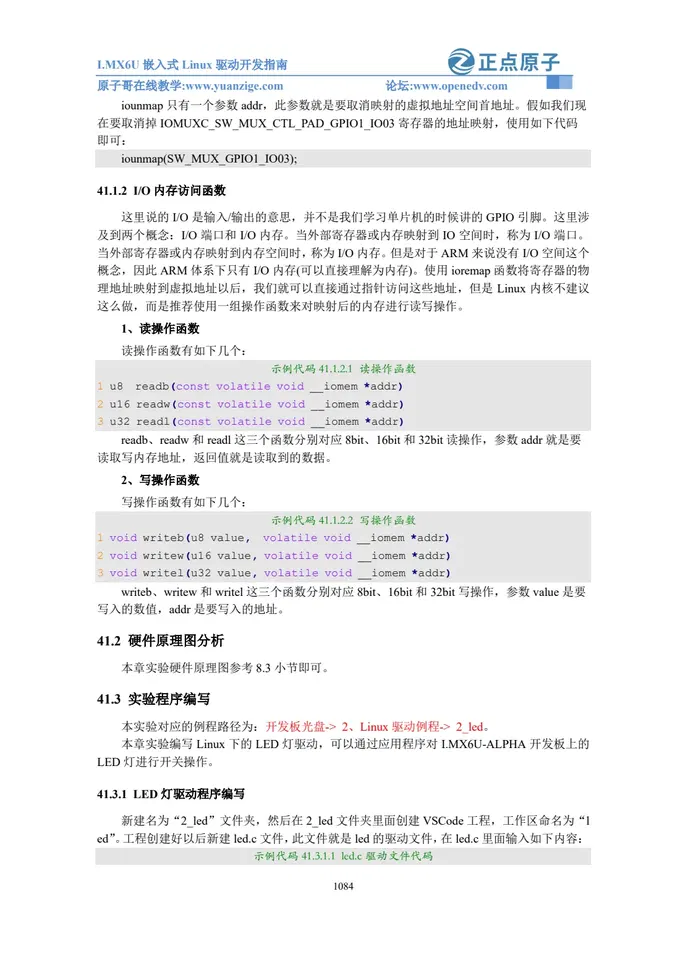 I.MX6U 嵌入式 Linux 驱动开发指南
正点原子
原子哥在线教学:www.yuanzige.com
论坛:www.openedv.com
iounmap 只有一个参数 addr，此参数就是要取消映射的虚拟地址空间首地址。假如我们现
在要取消掉 IOMUXC_SW_MUX_CTL_PAD_GPIO1_IO03 寄存器的地址映射，使用如下代码
即可：
iounmap(SW_MUX_GPIO1_IO03);
41.1.2 I/O 内存访问函数
这里说的 I/O 是输入/输出的意思，并不是我们学习单片机的时候讲的 GPIO 引脚。这里涉
及到两个概念：I/O 端口和 I/O 内存。当外部寄存器或内存映射到 IO 空间时，称为 I/O 端口。
当外部寄存器或内存映射到内存空间时，称为 I/O 内存。但是对于 ARM 来说没有 I/O 空间这个
概念，因此 ARM 体系下只有 I/O 内存(可以直接理解为内存)。使用 ioremap 函数将寄存器的物
理地址映射到虚拟地址以后，我们就可以直接通过指针访问这些地址，但是 Linux 内核不建议
这么做，而是推荐使用一组操作函数来对映射后的内存进行读写操作。
1、读操作函数
读操作函数有如下几个：
示例代码 41.1.2.1 读操作函数
1 u8 readb(const volatile void __iomem *addr)
2 u16 readw(const volatile void __iomem *addr)
3 u32 readl(const volatile void __iomem *addr)
readb、readw 和 readl 这三个函数分别对应 8bit、16bit 和 32bit 读操作，参数 addr 就是要
读取写内存地址，返回值就是读取到的数据。
2、写操作函数
写操作函数有如下几个：
示例代码 41.1.2.2 写操作函数
1 void writeb(u8 value, volatile void __iomem *addr)
2 void writew(u16 value, volatile void __iomem *addr)
3 void writel(u32 value, volatile void __iomem *addr)
writeb、writew 和 writel 这三个函数分别对应 8bit、16bit 和 32bit 写操作，参数 value 是要
写入的数值，addr 是要写入的地址。
41.2 硬件原理图分析
本章实验硬件原理图参考 8.3 小节即可。
41.3 实验程序编写
本实验对应的例程路径为：开发板光盘-> 2、Linux 驱动例程-> 2_led。
本章实验编写 Linux 下的 LED 灯驱动，可以通过应用程序对 I.MX6U-ALPHA 开发板上的
LED 灯进行开关操作。
41.3.1 LED 灯驱动程序编写
新建名为“2_led”文件夹，然后在 2_led 文件夹里面创建 VSCode 工程，工作区命名为“l
ed”。工程创建好以后新建 led.c 文件，此文件就是 led 的驱动文件，在 led.c 里面输入如下内容：
示例代码 41.3.1.1 led.c 驱动文件代码
1084